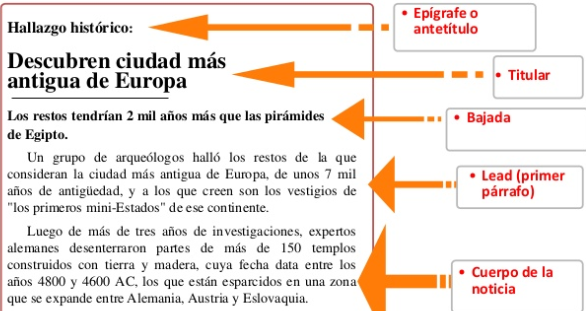 Hallazgo histórico:
Descubren ciudad más
antigua de Europa
Los restos tendrían 2 mil años más que las pirámides
de Egipto.
Un grupo de arqueólogos halló los restos de la que
consideran la ciudad más antigua de Europa, de unos 7 mil
años de antigüedad, y a los que creen son los vestigios de
"los primeros mini-Estados" de ese continente.
Luego de más de tres años de investigaciones, expertos
alemanes desenterraron partes de más de 150 templos
construidos con tierra y madera, cuya fecha data entre los
años 4800 y 4600 AC, los que están esparcidos en una zona
que se expande entre Alemania, Austria y Eslovaquia.
• Epígrafe o
antetítulo
• Titular
• Bajada
• Lead (primer
párrafo)
• Cuerpo de la
noticia